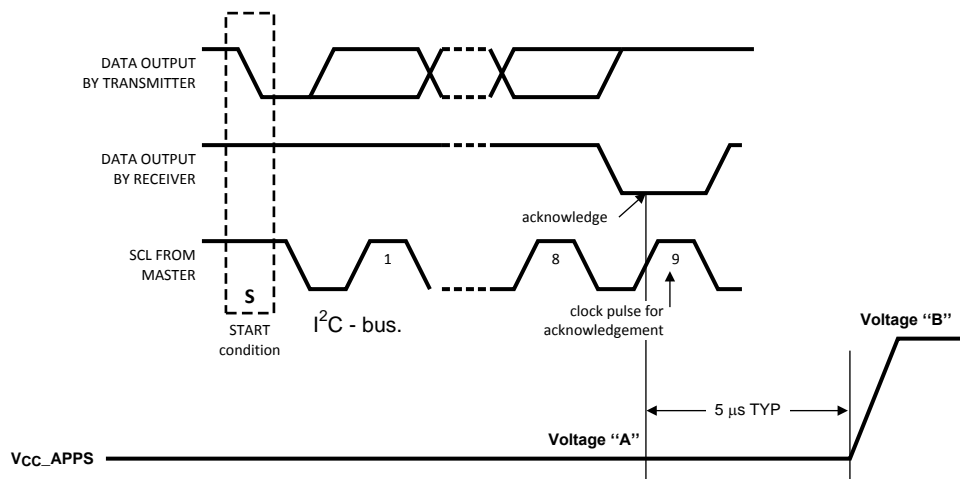 DATA OUTPUT
BY TRANSMITTER
DATA OUTPUT
BY RECEIVER
acknowledge
SCL FROM
MASTER
1
8
9
S
START
condition
I²C - bus.
clock pulse for
acknowledgement
Voltage “B”
5 μs TYP
Voltage “A”
VCC_APPS